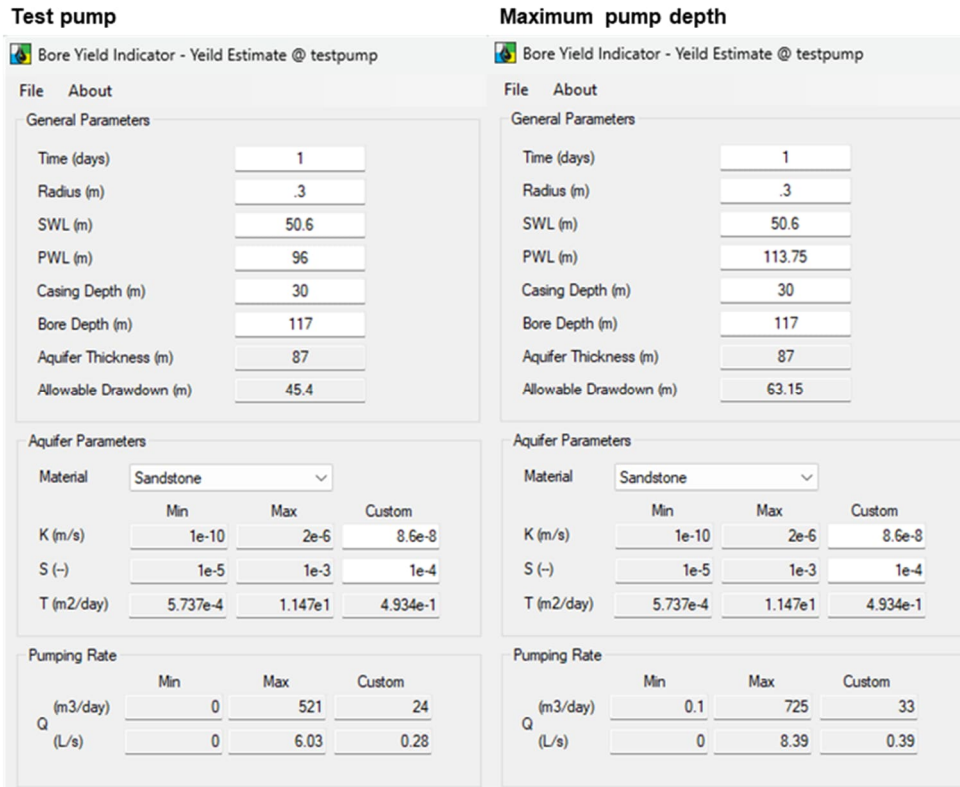 Test pump
Bore Yield Indicator - Yeild Estimate @ testpump
File About
General Parameters
Time (days) 1
Radius (m) .3
SWL (m) 50.6
PWL (m) 96
Casing Depth (m) 30
Bore Depth (m) 117
Aquifer Thickness (m) 87
Allowable Drawdown (m) 45.4
Aquifer Parameters
Material Sandstone
Min Max Custom
K (m/s) 1e-10 2e-6 8.6e-8
S (--) 1e-5 1e-3 1e-4
T (m2/day) 5.737e-4 1.147e1 4.934e-1
Pumping Rate
Min Max Custom
Q
(m3/day) 0 521 24
(L/s) 0 6.03 0.28
Maximum pump depth
Bore Yield Indicator - Yeild Estimate @ testpump
File About
General Parameters
Time (days) 1
Radius (m) .3
SWL (m) 50.6
PWL (m) 113.75
Casing Depth (m) 30
Bore Depth (m) 117
Aquifer Thickness (m) 87
Allowable Drawdown (m) 63.15
Aquifer Parameters
Material Sandstone
Min Max Custom
K (m/s) 1e-10 2e-6 8.6e-8
S (--) 1e-5 1e-3 1e-4
T (m2/day) 5.737e-4 1.147e1 4.934e-1
Pumping Rate
Min Max Custom
Q
(m3/day) 0.1 725 33
(L/s) 0 8.39 0.39